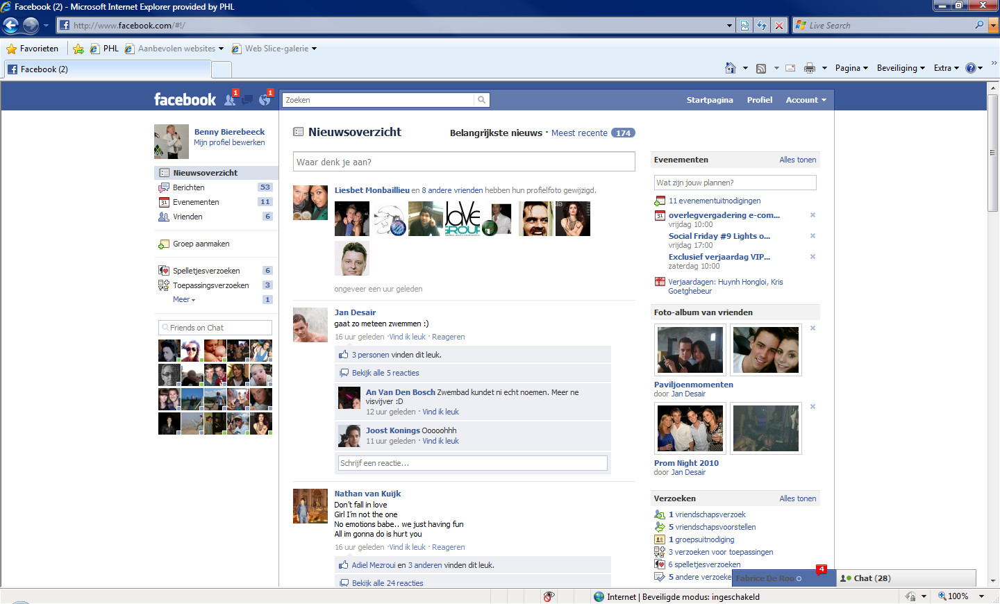 Facebook (2) - Microsoft Internet Explorer provided by PHL
http://www.facebook.com/#!/
Live Search
Favorieten
PHL
Aanbevolen websites
Web Slice-galerie
Facebook (2)
Pagina
Beveiliging
Extra
facebook
1
1
Zoeken
Startpagina
Profiel
Account
Benny Bierebeeck
Mijn profiel bewerken
Nieuwsoverzicht
Berichten 53
Evenementen 11
Vrienden 6
Groep aanmaken
Spelletjesverzoeken 6
Toepassingsverzoeken 3
Meer 1
Friends on Chat
Nieuwsoverzicht
Belangrijkste nieuws · Meest recente 174
Waar denk je aan?
Liesbet Monbaillieu en 8 andere vrienden hebben hun profielfoto gewijzigd.
ongeveer een uur geleden
Jan Desair
gaat zo meteen zwemmen :)
16 uur geleden · Vind ik leuk · Reageren
3 personen vinden dit leuk.
Bekijk alle 5 reacties
An Van Den Bosch Zwembad kundet ni echt noemen. Meer ne
visvijver :D
12 uur geleden · Vind ik leuk
Joost Konings Ooooohhh
11 uur geleden · Vind ik leuk
Schrijf een reactie...
Nathan van Kuijk
Don't fall in love
Girl I'm not the one
No emotions babe.. we just having fun
All im gonna do is hurt you
16 uur geleden · Vind ik leuk · Reageren
Adiel Mezroui en 3 anderen vinden dit leuk.
Bekijk alle 24 reacties
Evenementen
Alles tonen
Wat zijn jouw plannen?
11 evenementuitnodigingen
31 overlegvergadering e-com...
vrijdag 10:00
Social Friday #9 Lights o...
vrijdag 17:00
Exclusief verjaardag VIP...
zaterdag 10:00
Verjaardagen: Huynh Hongloi, Kris
Goetghebeur
Foto-album van vrienden
Paviljoenmomenten
door Jan Desair
Prom Night 2010
door Jan Desair
Verzoeken
Alles tonen
1 vriendschapsverzoek
5 vriendschapsvoorstellen
1 groepsuitnodiging
3 verzoeken voor toepassingen
6 spelletjesverzoeken
5 andere verzoeke
Fabrice De Roo
4
Chat (28)
Internet | Beveiligde modus: ingeschakeld
100%